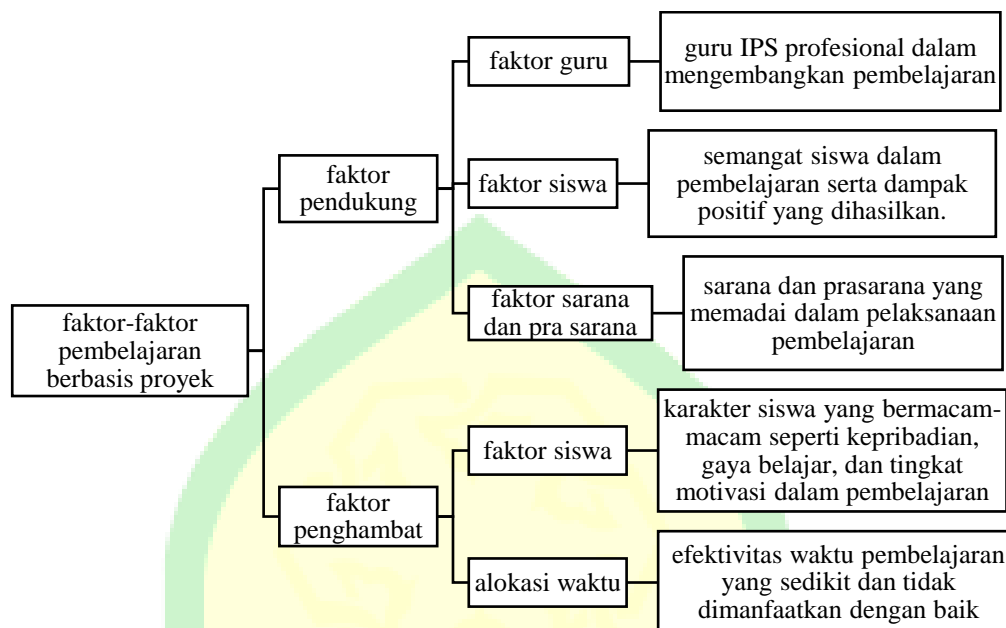 faktor-faktor
pembelajaran
berbasis proyek
faktor
pendukung
faktor guru
guru IPS profesional dalam
mengembangkan pembelajaran
faktor siswa
semangat siswa dalam
pembelajaran serta dampak
positif yang dihasilkan.
faktor sarana
dan pra sarana
sarana dan prasarana yang
memadai dalam pelaksanaan
pembelajaran
faktor
penghambat
faktor siswa
karakter siswa yang bermacam-
macam seperti kepribadian,
gaya belajar, dan tingkat
motivasi dalam pembelajaran
alokasi waktu
efektivitas waktu pembelajaran
yang sedikit dan tidak
dimanfaatkan dengan baik